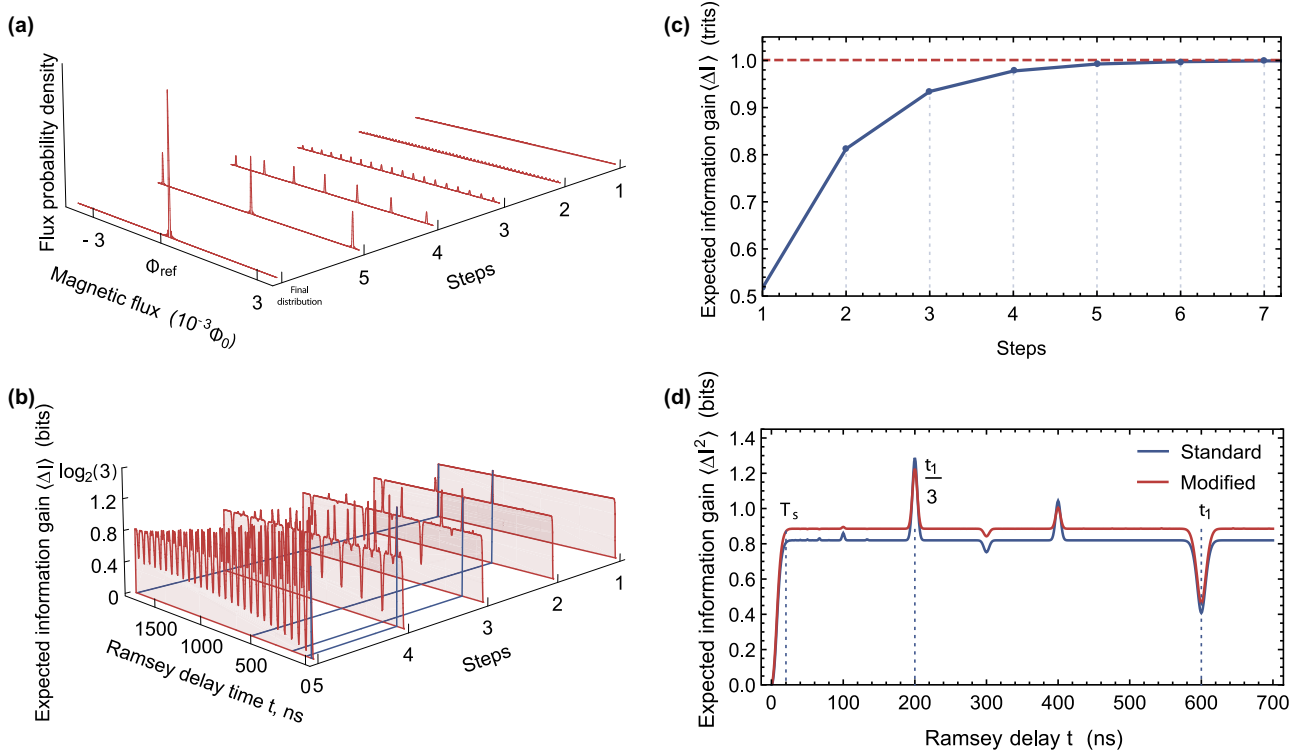 (a)
Flux probability density
- 3
Φref
3
Magnetic flux (10⁻³Φ₀)
Final
distribution
5
4
3
2
1
Steps
(b)
Expected information gain ⟨ΔI⟩ (bits)
log₂(3)
1.2
0.8
0.4
0
1500
1000
500
0
Ramsey delay time t, ns
5
4
3
2
1
Steps
(c)
Expected information gain ⟨ΔI⟩ (trits)
1.0
0.9
0.8
0.7
0.6
0.5
1
2
3
4
5
6
7
Steps
(d)
Expected information gain ⟨ΔI²⟩ (bits)
1.4
1.2
1.0
0.8
0.6
0.4
0.2
0.0
Standard
Modified
Tₛ
t₁
3
t₁
0
100
200
300
400
500
600
700
Ramsey delay t (ns)